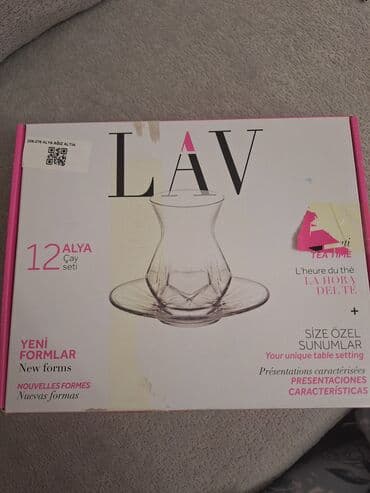 LAV
12 ALYA
Çay
seti
TEA TIME
L'heure du thé
LA HORA
DEL TÉ
+
YENİ
FORMLAR
New forms
NOUVELLES FORMES
Nuevas formas
SİZE ÖZEL
SUNUMLAR
Your unique table setting
Présentations caractérisées
PRESENTACIONES
CARACTERÍSTICAS